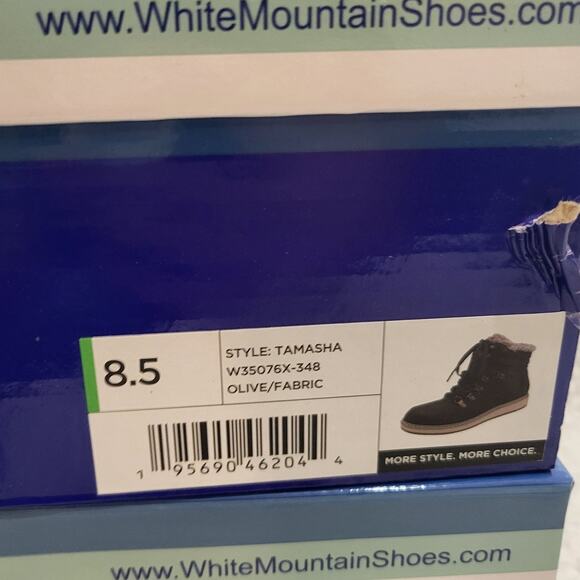 www.WhiteMountainShoes.com
8.5
STYLE: TAMASHA
W35076X-348
OLIVE/FABRIC
1 95690 46204 4
MORE STYLE. MORE CHOICE.
www.WhiteMountainShoes.com